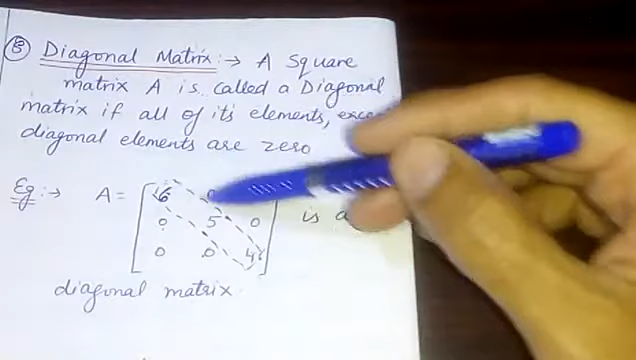 ⑧ Diagonal Matrix :→ A Square
matrix A is called a Diagonal
matrix if all of its elements,
diagonal elements are zero
Eg :→ A = [ 6 0
0 5 0 is a
0 0 4 ]
diagonal matrix.